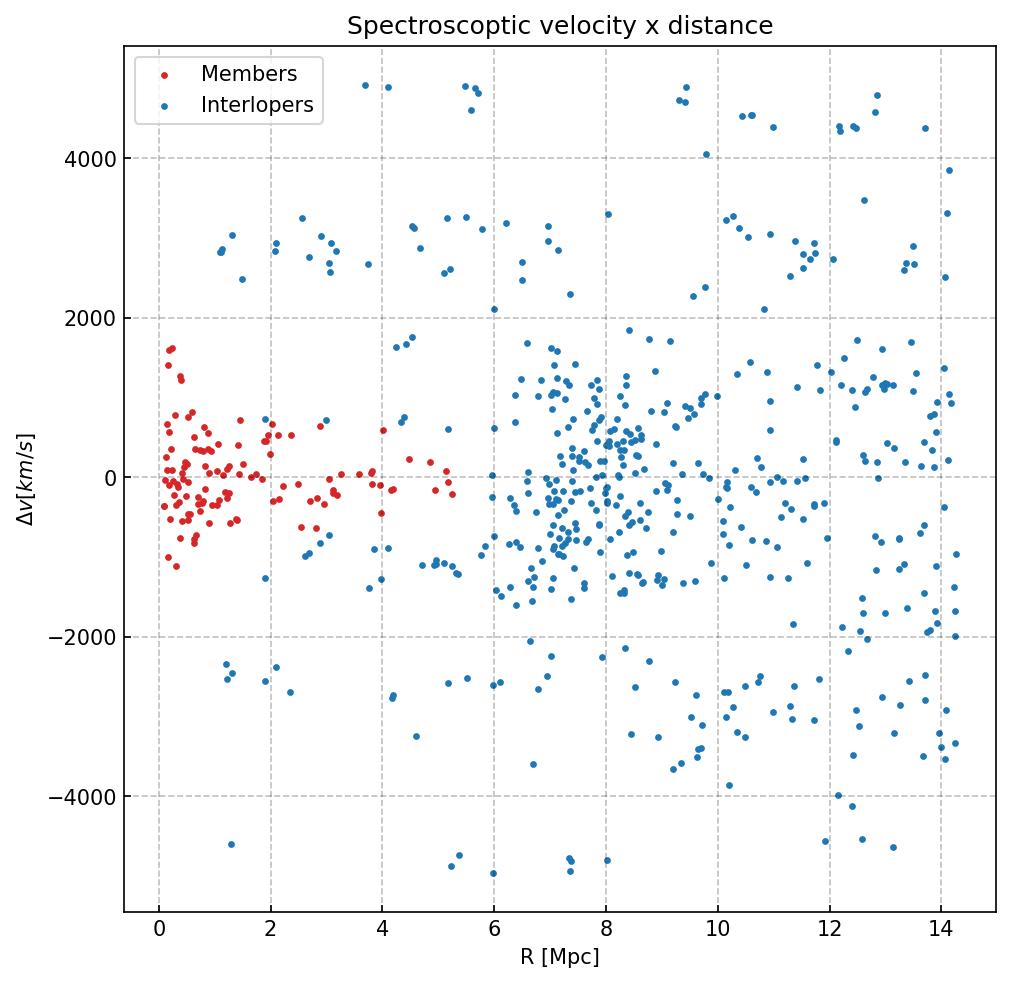 Spectroscoptic velocity x distance
Members
Interlopers
4000
2000
0
−2000
−4000
Δv[km/s]
0 2 4 6 8 10 12 14
R [Mpc]